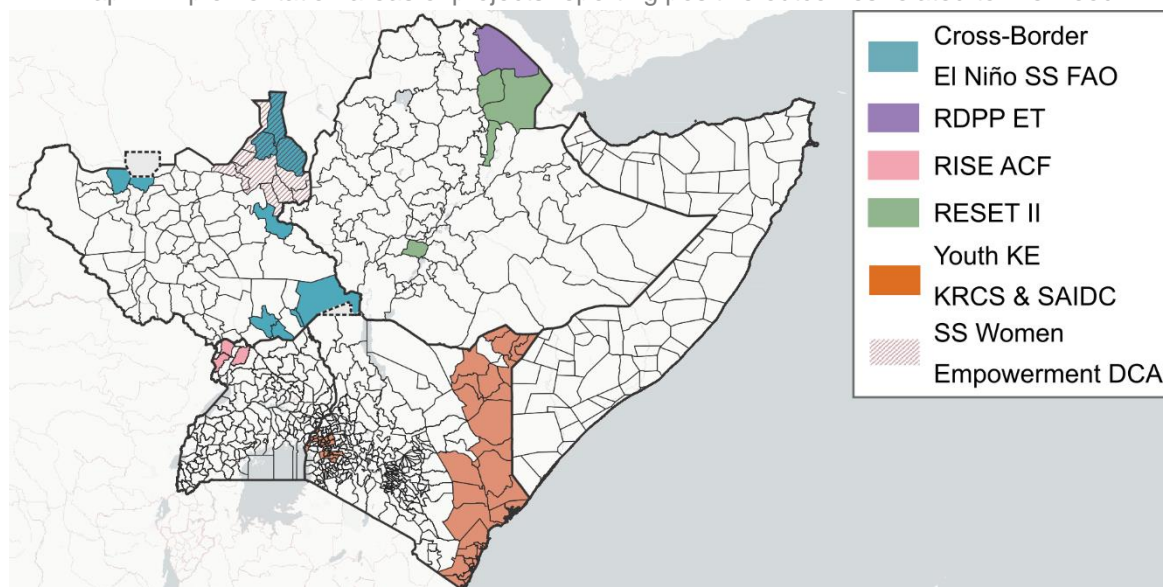 Cross-Border
El Niño SS FAO
RDPP ET
RISE ACF
RESET II
Youth KE
KRCS & SAIDC
SS Women
Empowerment DCA